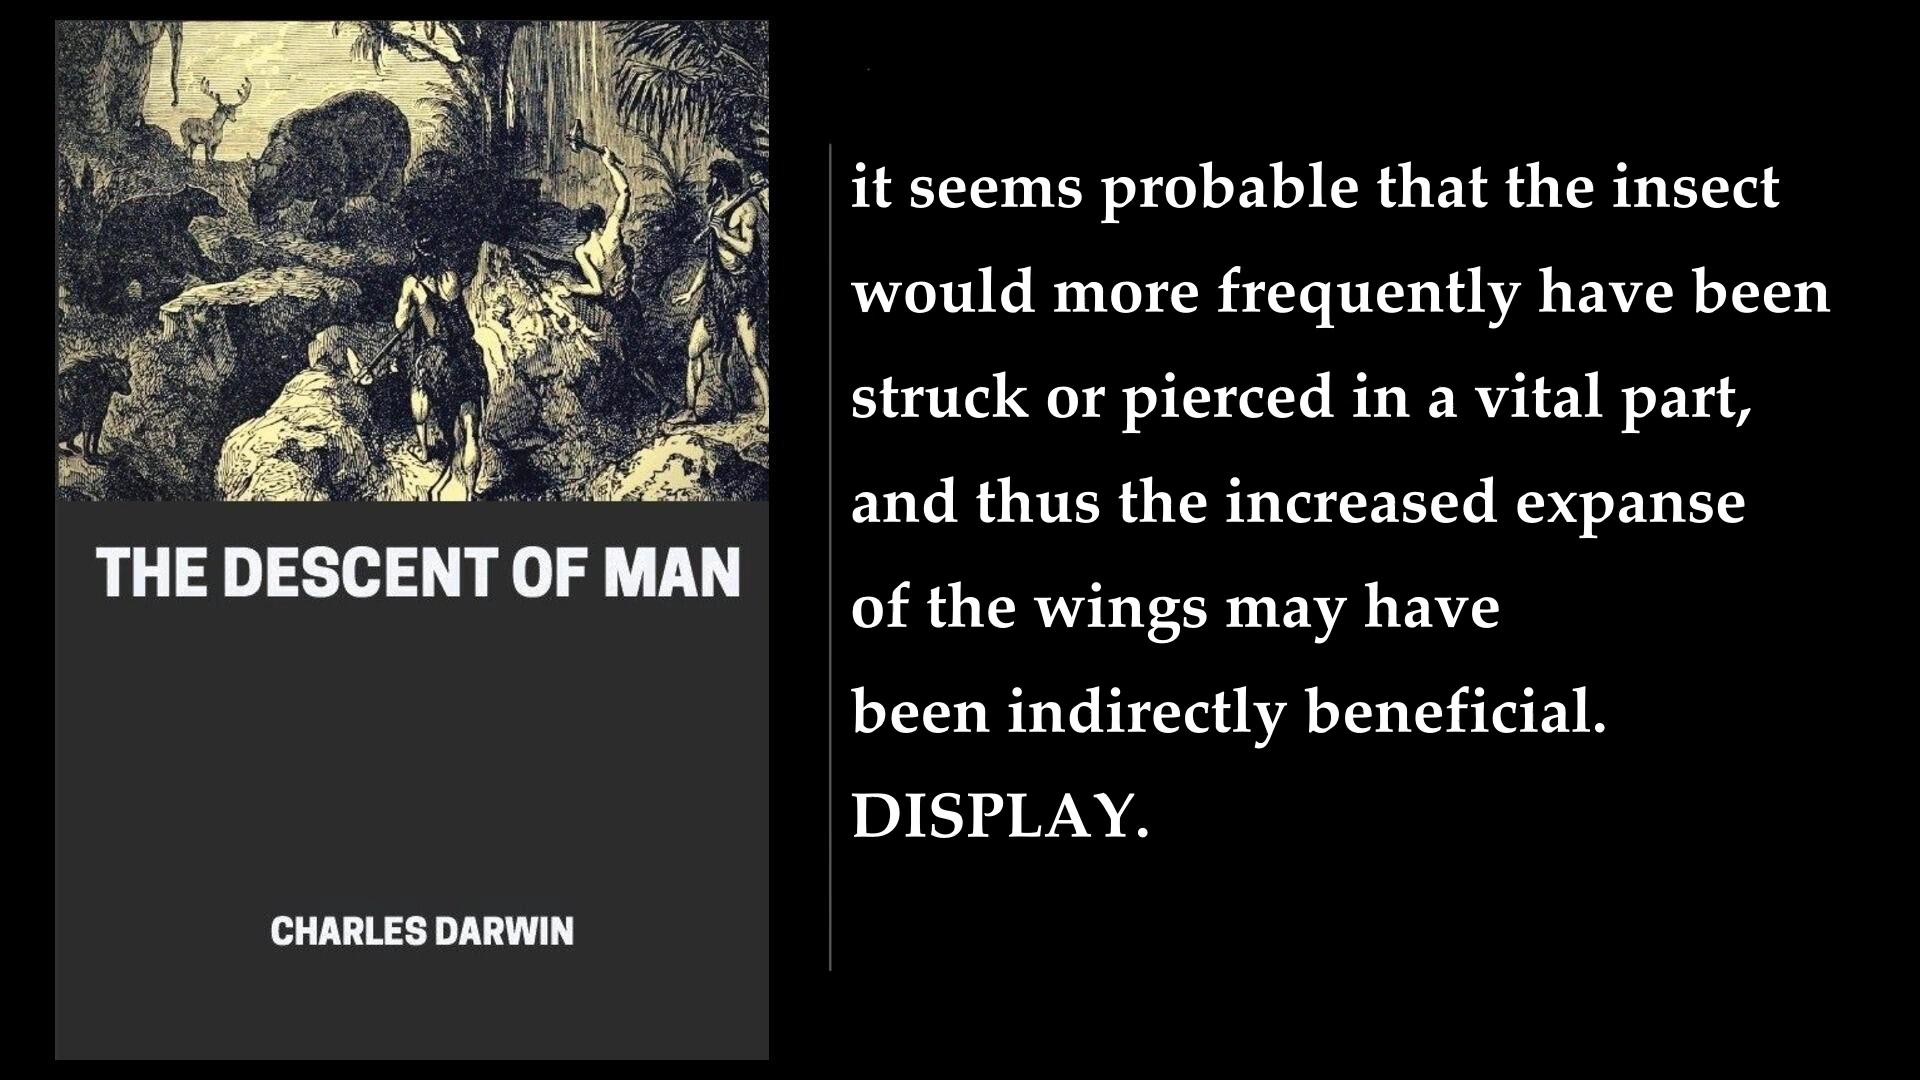 THE DESCENT OF MAN
CHARLES DARWIN
it seems probable that the insect
would more frequently have been
struck or pierced in a vital part,
and thus the increased expanse
of the wings may have
been indirectly beneficial.
DISPLAY.